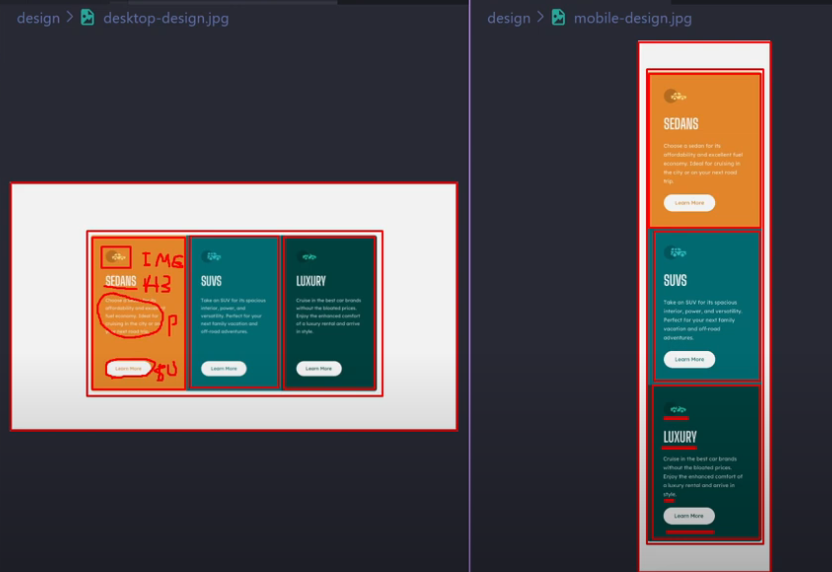 design > desktop-design.jpg
IMG
SEDANS
H3
Choose a sedan for its
affordability and
fuel economy. Ideal for
cruising in the city or on
next road trip.
P
Learn More
BU
SUVS
Take an SUV for its spacious
interior, power, and
versatility. Perfect for your
next family vacation and
off-road adventures.
Learn More
LUXURY
Cruise in the best car brands
without the bloated prices.
Enjoy the enhanced comfort
of a luxury rental and arrive
in style.
Learn More
design > mobile-design.jpg
SEDANS
Choose a sedan for its
affordability and excellent fuel
economy. Ideal for cruising in
the city or on your next road
trip.
Learn More
SUVS
Take an SUV for its spacious
interior, power, and versatility.
Perfect for your next family
vacation and off-road
adventures.
Learn More
LUXURY
Cruise in the best car brands
without the bloated prices.
Enjoy the enhanced comfort of
a luxury rental and arrive in
style.
Learn More